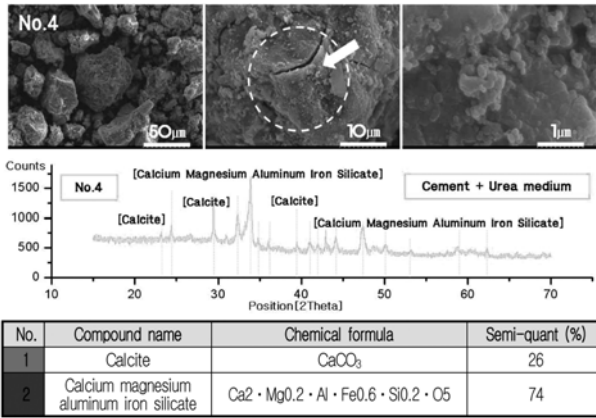 No.4
50㎛
10㎛
1㎛
Counts
[Calcium Magnesium Aluminum Iron Silicate]
No.4
Cement + Urea medium
1500
[Calcite]
[Calcite]
[Calcite]
1000
[Calcium Magnesium Aluminum Iron Silicate]
500
0
10 20 30 40 50 60 70
Position[2Theta]
No. Compound name Chemical formula Semi-quant (%)
1 Calcite CaCO₃ 26
2 Calcium magnesium aluminum iron silicate Ca2・Mg0.2・Al・Fe0.6・Si0.2・O5 74